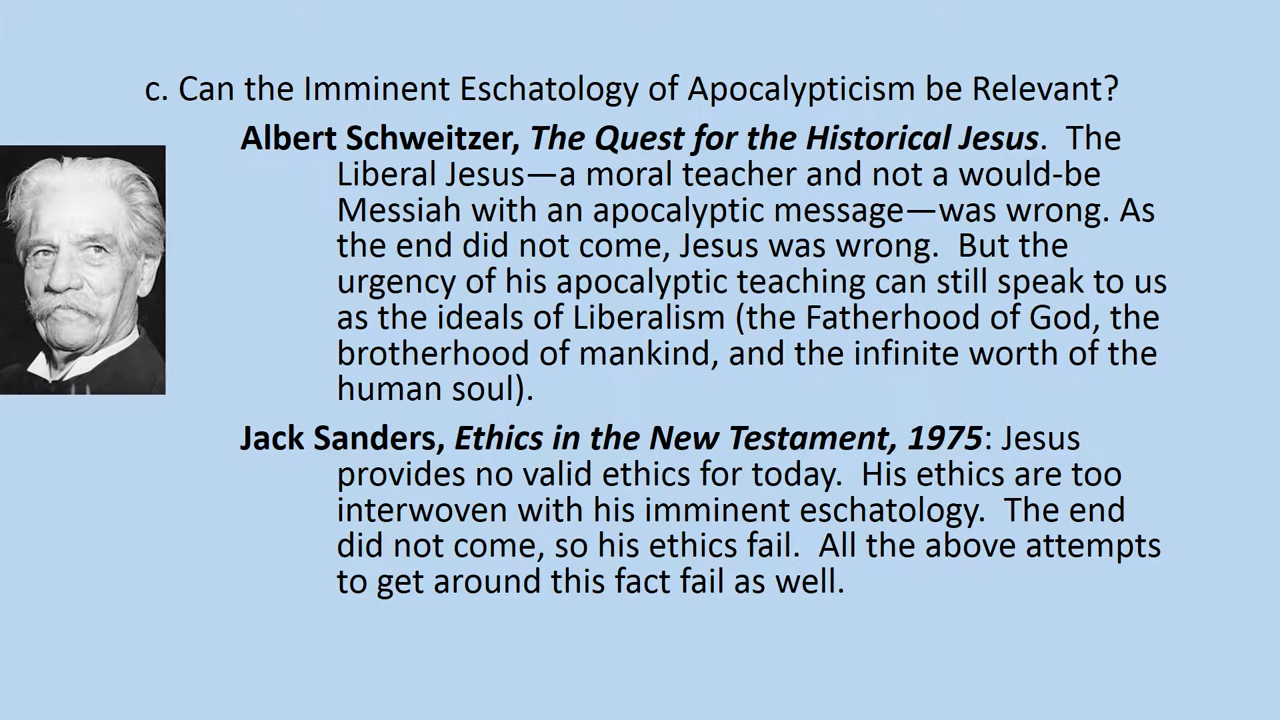 c. Can the Imminent Eschatology of Apocalypticism be Relevant?
Albert Schweitzer, The Quest for the Historical Jesus. The
Liberal Jesus—a moral teacher and not a would-be
Messiah with an apocalyptic message—was wrong. As
the end did not come, Jesus was wrong. But the
urgency of his apocalyptic teaching can still speak to us
as the ideals of Liberalism (the Fatherhood of God, the
brotherhood of mankind, and the infinite worth of the
human soul).
Jack Sanders, Ethics in the New Testament, 1975: Jesus
provides no valid ethics for today. His ethics are too
interwoven with his imminent eschatology. The end
did not come, so his ethics fail. All the above attempts
to get around this fact fail as well.